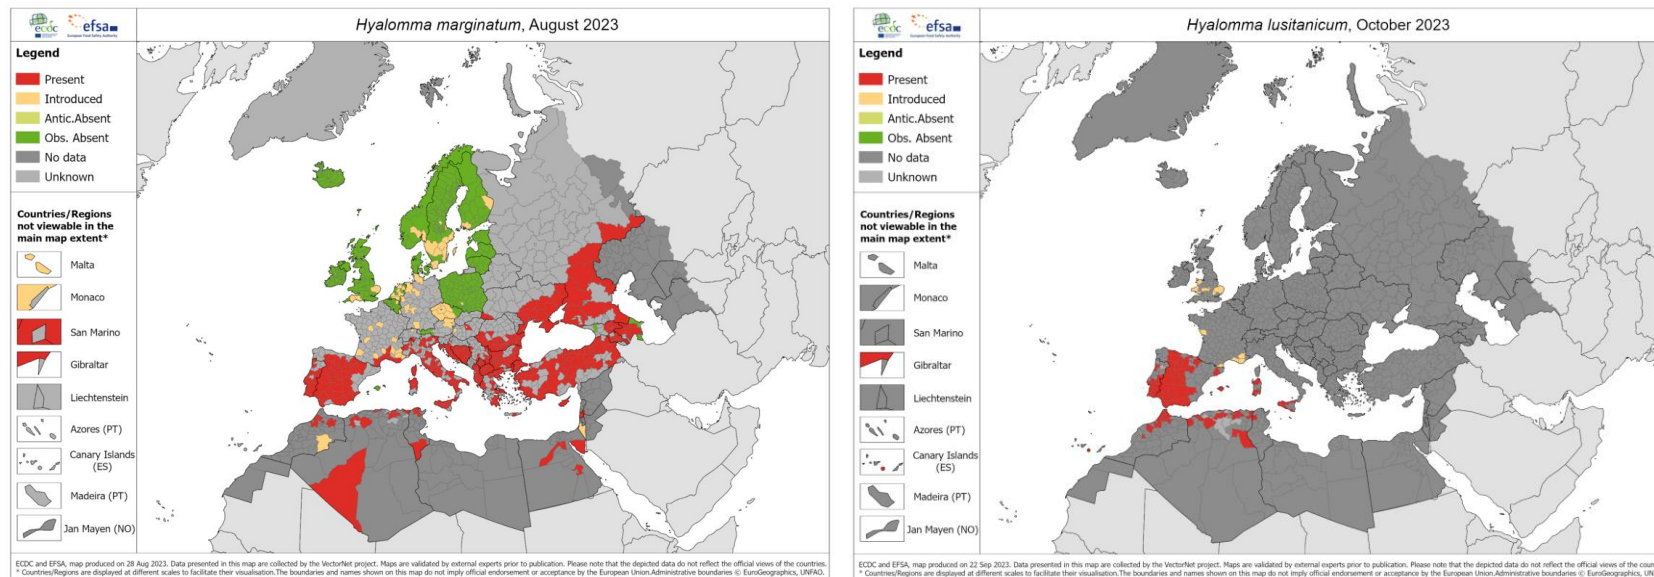 ecdc
efsa
European Food Safety Authority
Hyalomma marginatum, August 2023
Legend
Present
Introduced
Antic.Absent
Obs. Absent
No data
Unknown
Countries/Regions
not viewable in the
main map extent*
Malta
Monaco
San Marino
Gibraltar
Liechtenstein
Azores (PT)
Canary Islands
(ES)
Madeira (PT)
Jan Mayen (NO)
ECDC and EFSA, map produced on 28 Aug 2023. Data presented in this map are collected by the VectorNet project. Maps are validated by external experts prior to publication. Please note that the depicted data do not reflect the official views of the countries.
* Countries/Regions are displayed at different scales to facilitate their visualisation.The boundaries and names shown on this map do not imply official endorsement or acceptance by the European Union.Administrative boundaries © EuroGeographics, UNFAO.
ecdc
efsa
European Food Safety Authority
Hyalomma lusitanicum, October 2023
Legend
Present
Introduced
Antic.Absent
Obs. Absent
No data
Unknown
Countries/Regions
not viewable in the
main map extent*
Malta
Monaco
San Marino
Gibraltar
Liechtenstein
Azores (PT)
Canary Islands
(ES)
Madeira (PT)
Jan Mayen (NO)
ECDC and EFSA, map produced on 22 Sep 2023. Data presented in this map are collected by the VectorNet project. Maps are validated by external experts prior to publication. Please note that the depicted data do not reflect the official views of the coun
* Countries/Regions are displayed at different scales to facilitate their visualisation.The boundaries and names shown on this map do not imply official endorsement or acceptance by the European Union.Administrative boundaries © EuroGeographics, UN